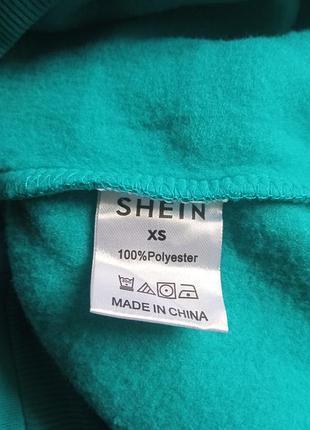 SHEIN
XS
100%Polyester
MADE IN CHINA